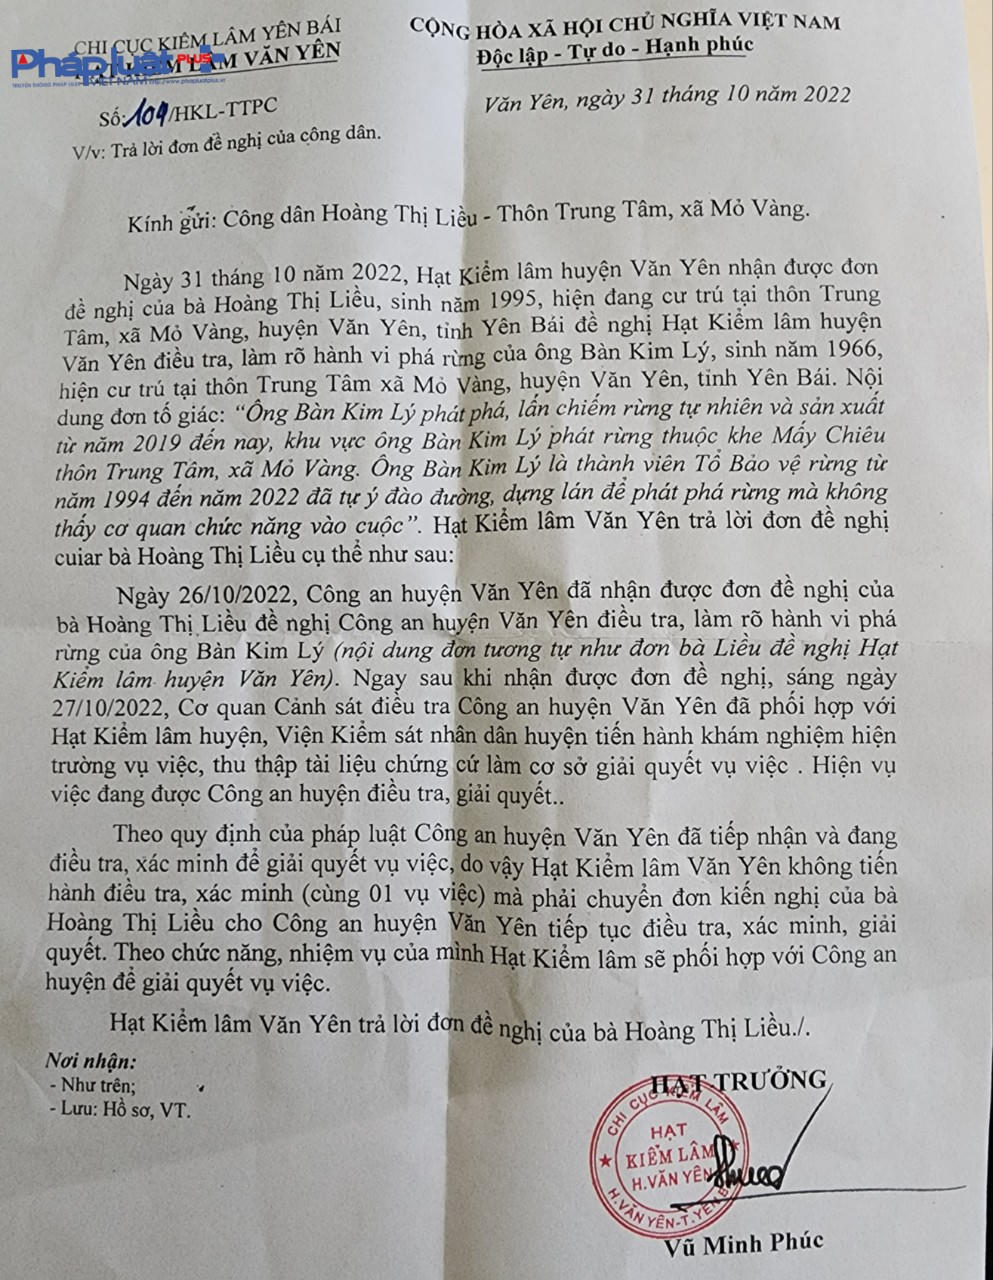 CHI CỤC KIỂM LÂM YÊN BÁI
HẠT KIỂM LÂM VĂN YÊN
Pháp luật PLUS
Số: 109/HKL-TTPC
V/v: Trả lời đơn đề nghị của công dân.
CỘNG HÒA XÃ HỘI CHỦ NGHĨA VIỆT NAM
Độc lập - Tự do - Hạnh phúc
Văn Yên, ngày 31 tháng 10 năm 2022
Kính gửi: Công dân Hoàng Thị Liều - Thôn Trung Tâm, xã Mỏ Vàng.
Ngày 31 tháng 10 năm 2022, Hạt Kiểm lâm huyện Văn Yên nhận được đơn
đề nghị của bà Hoàng Thị Liều, sinh năm 1995, hiện đang cư trú tại thôn Trung
Tâm, xã Mỏ Vàng, huyện Văn Yên, tỉnh Yên Bái đề nghị Hạt Kiểm lâm huyện
Văn Yên điều tra, làm rõ hành vi phá rừng của ông Bàn Kim Lý, sinh năm 1966,
hiện cư trú tại thôn Trung Tâm xã Mỏ Vàng, huyện Văn Yên, tỉnh Yên Bái. Nội
dung đơn tố giác: “Ông Bàn Kim Lý phát phá, lấn chiếm rừng tự nhiên và sản xuất
từ năm 2019 đến nay, khu vực ông Bàn Kim Lý phát rừng thuộc khe Mấy Chiêu
thôn Trung Tâm, xã Mỏ Vàng. Ông Bàn Kim Lý là thành viên Tổ Bảo vệ rừng từ
năm 1994 đến năm 2022 đã tự ý đào đường, dựng lán để phát phá rừng mà không
thấy cơ quan chức năng vào cuộc”. Hạt Kiểm lâm Văn Yên trả lời đơn đề nghị
cuiar bà Hoàng Thị Liều cụ thể như sau:
Ngày 26/10/2022, Công an huyện Văn Yên đã nhận được đơn đề nghị của
bà Hoàng Thị Liều đề nghị Công an huyện Văn Yên điều tra, làm rõ hành vi phá
rừng của ông Bàn Kim Lý (nội dung đơn tương tự như đơn bà Liều đề nghị Hạt
Kiểm lâm huyện Văn Yên). Ngay sau khi nhận được đơn đề nghị, sáng ngày
27/10/2022, Cơ quan Cảnh sát điều tra Công an huyện Văn Yên đã phối hợp với
Hạt Kiểm lâm huyện, Viện Kiểm sát nhân dân huyện tiến hành khám nghiệm hiện
trường vụ việc, thu thập tài liệu chứng cứ làm cơ sở giải quyết vụ việc . Hiện vụ
việc đang được Công an huyện điều tra, giải quyết..
Theo quy định của pháp luật Công an huyện Văn Yên đã tiếp nhận và đang
điều tra, xác minh để giải quyết vụ việc, do vậy Hạt Kiểm lâm Văn Yên không tiến
hành điều tra, xác minh (cùng 01 vụ việc) mà phải chuyển đơn kiến nghị của bà
Hoàng Thị Liều cho Công an huyện Văn Yên tiếp tục điều tra, xác minh, giải
quyết. Theo chức năng, nhiệm vụ của mình Hạt Kiểm lâm sẽ phối hợp với Công an
huyện để giải quyết vụ việc.
Hạt Kiểm lâm Văn Yên trả lời đơn đề nghị của bà Hoàng Thị Liều./.
Nơi nhận:
- Như trên;
- Lưu: Hồ sơ, VT.
HẠT TRƯỞNG
CHI CỤC KIỂM LÂM
HẠT
KIỂM LÂM
H.VĂN YÊN
H.VĂN YÊN-T.YÊN
Vũ Minh Phúc